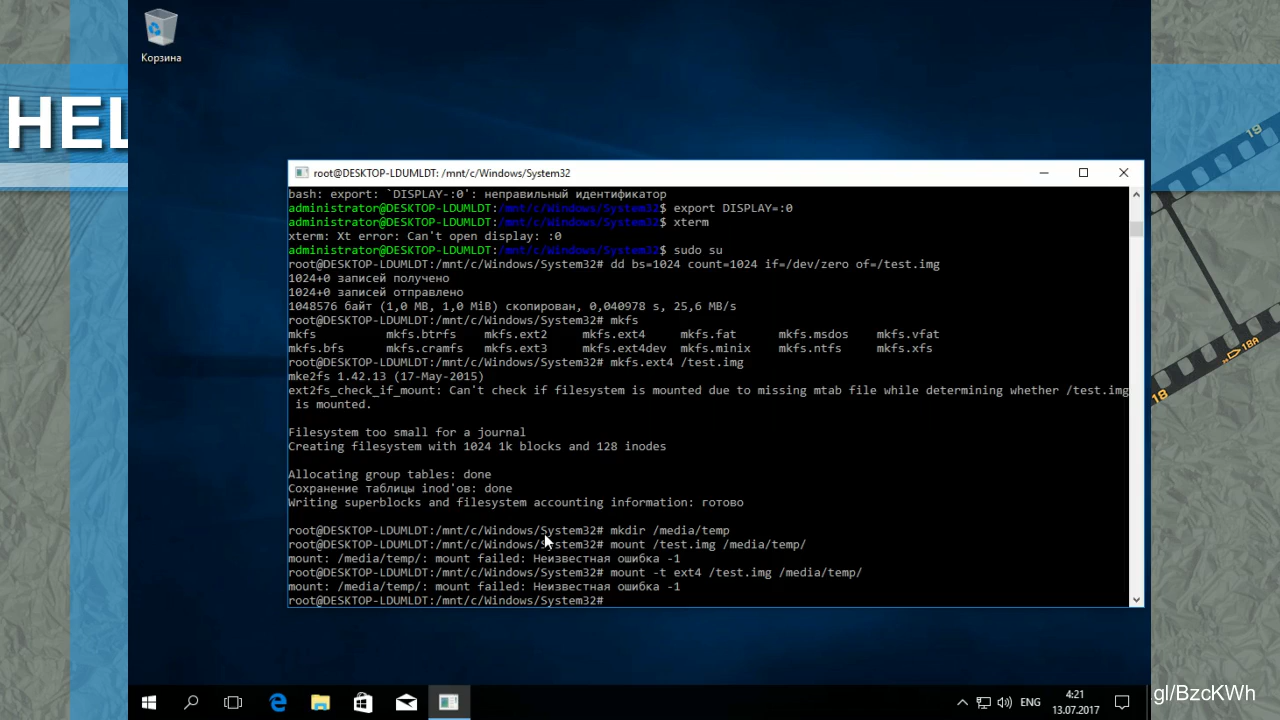 Корзина
HEL
root@DESKTOP-LDUMLDT: /mnt/c/Windows/System32
bash: export: `DISPLAY-:0': неправильный идентификатор
administrator@DESKTOP-LDUMLDT:/mnt/c/Windows/System32$ export DISPLAY=:0
administrator@DESKTOP-LDUMLDT:/mnt/c/Windows/System32$ xterm
xterm: Xt error: Can't open display: :0
administrator@DESKTOP-LDUMLDT:/mnt/c/Windows/System32$ sudo su
root@DESKTOP-LDUMLDT:/mnt/c/Windows/System32# dd bs=1024 count=1024 if=/dev/zero of=/test.img
1024+0 записей получено
1024+0 записей отправлено
1048576 байт (1,0 MB, 1,0 MiB) скопирован, 0,040978 s, 25,6 MB/s
root@DESKTOP-LDUMLDT:/mnt/c/Windows/System32# mkfs
mkfs mkfs.btrfs mkfs.ext2 mkfs.ext4 mkfs.fat mkfs.msdos mkfs.vfat
mkfs.bfs mkfs.cramfs mkfs.ext3 mkfs.ext4dev mkfs.minix mkfs.ntfs mkfs.xfs
root@DESKTOP-LDUMLDT:/mnt/c/Windows/System32# mkfs.ext4 /test.img
mke2fs 1.42.13 (17-May-2015)
ext2fs_check_if_mount: Can't check if filesystem is mounted due to missing mtab file while determining whether /test.img
is mounted.
Filesystem too small for a journal
Creating filesystem with 1024 1k blocks and 128 inodes
Allocating group tables: done
Сохранение таблицы inod'ов: done
Writing superblocks and filesystem accounting information: готово
root@DESKTOP-LDUMLDT:/mnt/c/Windows/System32# mkdir /media/temp
root@DESKTOP-LDUMLDT:/mnt/c/Windows/System32# mount /test.img /media/temp/
mount: /media/temp/: mount failed: Неизвестная ошибка -1
root@DESKTOP-LDUMLDT:/mnt/c/Windows/System32# mount -t ext4 /test.img /media/temp/
mount: /media/temp/: mount failed: Неизвестная ошибка -1
root@DESKTOP-LDUMLDT:/mnt/c/Windows/System32#
19
18A
18
ENG
4:21
13.07.2017
gl/BzcKWh